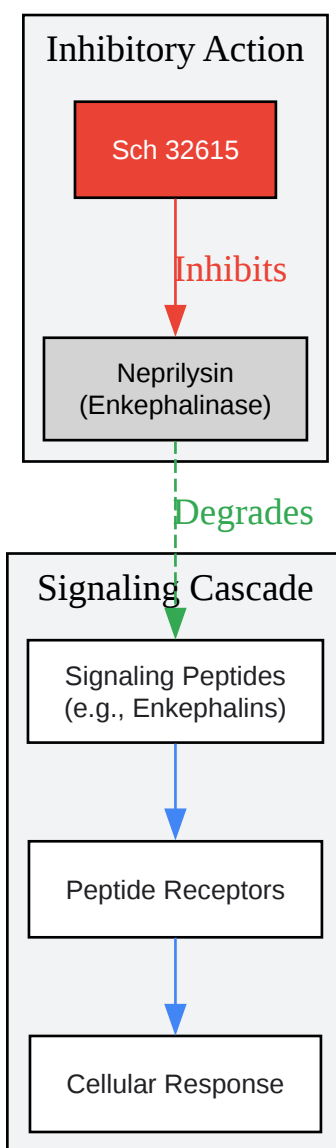 Inhibitory Action
Sch 32615
Inhibits
Neprilysin
(Enkephalinase)
Degrades
Signaling Cascade
Signaling Peptides
(e.g., Enkephalins)
Peptide Receptors
Cellular Response